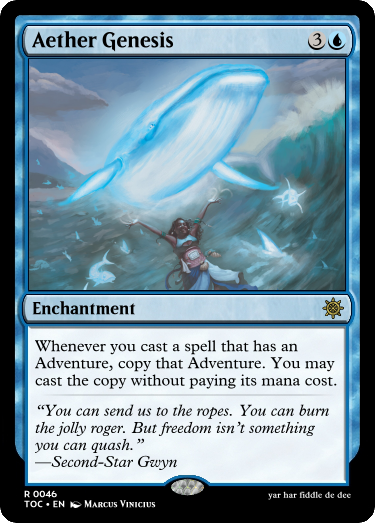 Aether Genesis 3
Enchantment
Whenever you cast a spell that has an
Adventure, copy that Adventure. You may
cast the copy without paying its mana cost.
“You can send us to the ropes. You can burn
the jolly roger. But freedom isn’t something
you can quash.”
—Second-Star Gwyn
R 0046
TOC • EN Marcus Vinicius
yar har fiddle de dee